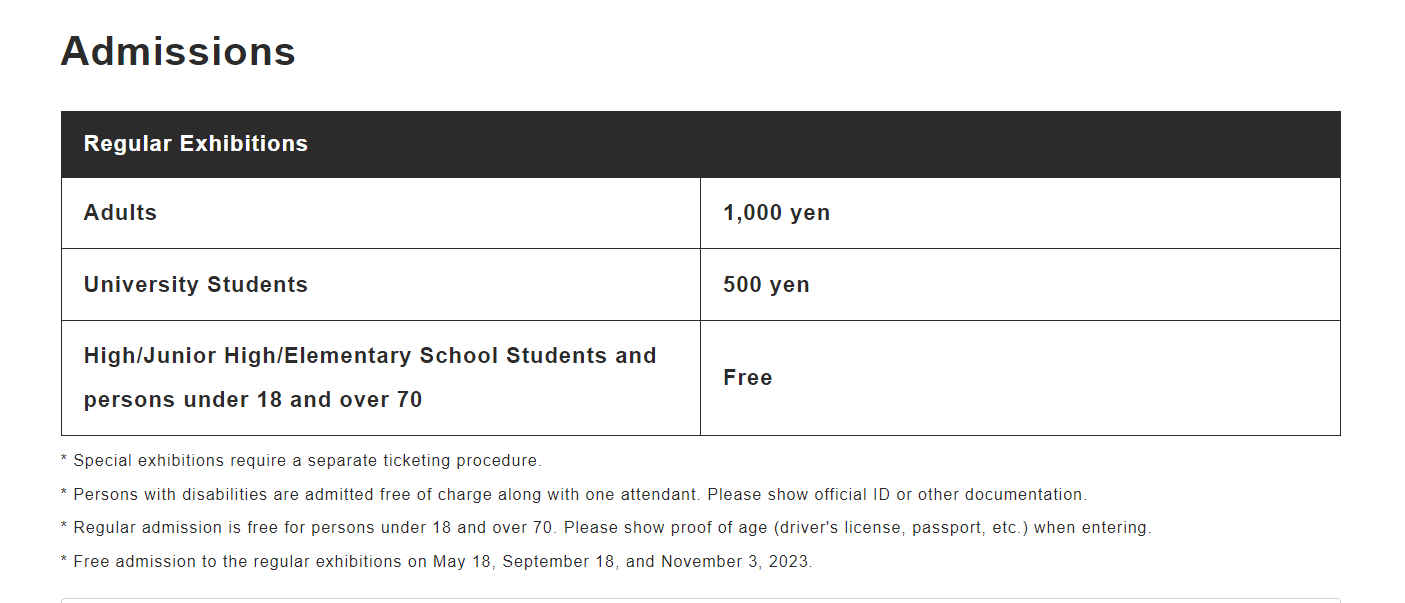 Admissions
Regular Exhibitions
Adults
1,000 yen
University Students
500 yen
High/Junior High/Elementary School Students and
persons under 18 and over 70
Free
* Special exhibitions require a separate ticketing procedure.
* Persons with disabilities are admitted free of charge along with one attendant. Please show official ID or other documentation.
* Regular admission is free for persons under 18 and over 70. Please show proof of age (driver's license, passport, etc.) when entering.
* Free admission to the regular exhibitions on May 18, September 18, and November 3, 2023.